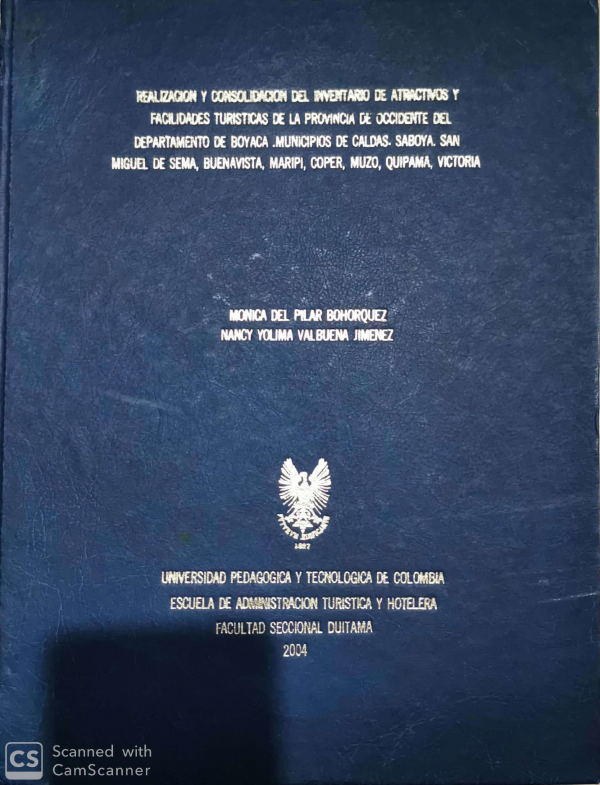 REALIZACION Y CONSOLIDACION DEL INVENTARIO DE ATRACTIVOS Y
FACILIDADES TURISTICAS DE LA PROVINCIA DE OCCIDENTE DEL
DEPARTAMENTO DE BOYACA .MUNICIPIOS DE CALDAS. SABOYA. SAN
MIGUEL DE SEMA, BUENAVISTA, MARIPI, COPER, MUZO, QUIPAMA, VICTORIA
MONICA DEL PILAR BOHORQUEZ
NANCY YOLIMA VALBUENA JIMENEZ
1827
UNIVERSIDAD PEDAGOGICA Y TECNOLOGICA DE COLOMBIA
ESCUELA DE ADMINISTRACION TURISTICA Y HOTELERA
FACULTAD SECCIONAL DUITAMA
2004
CS Scanned with
CamScanner